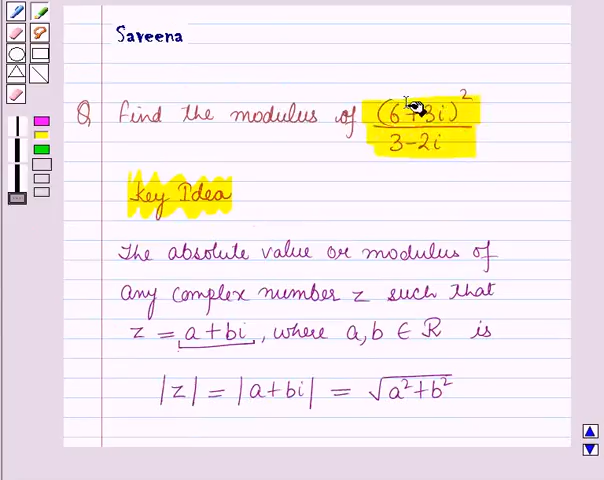 Saveena
Q Find the modulus of (6+3i)² / 3-2i
Key Idea
The absolute value or modulus of
any complex number z such that
z = a+bi, where a,b ∈ R is
|z| = |a+bi| = √a²+b²